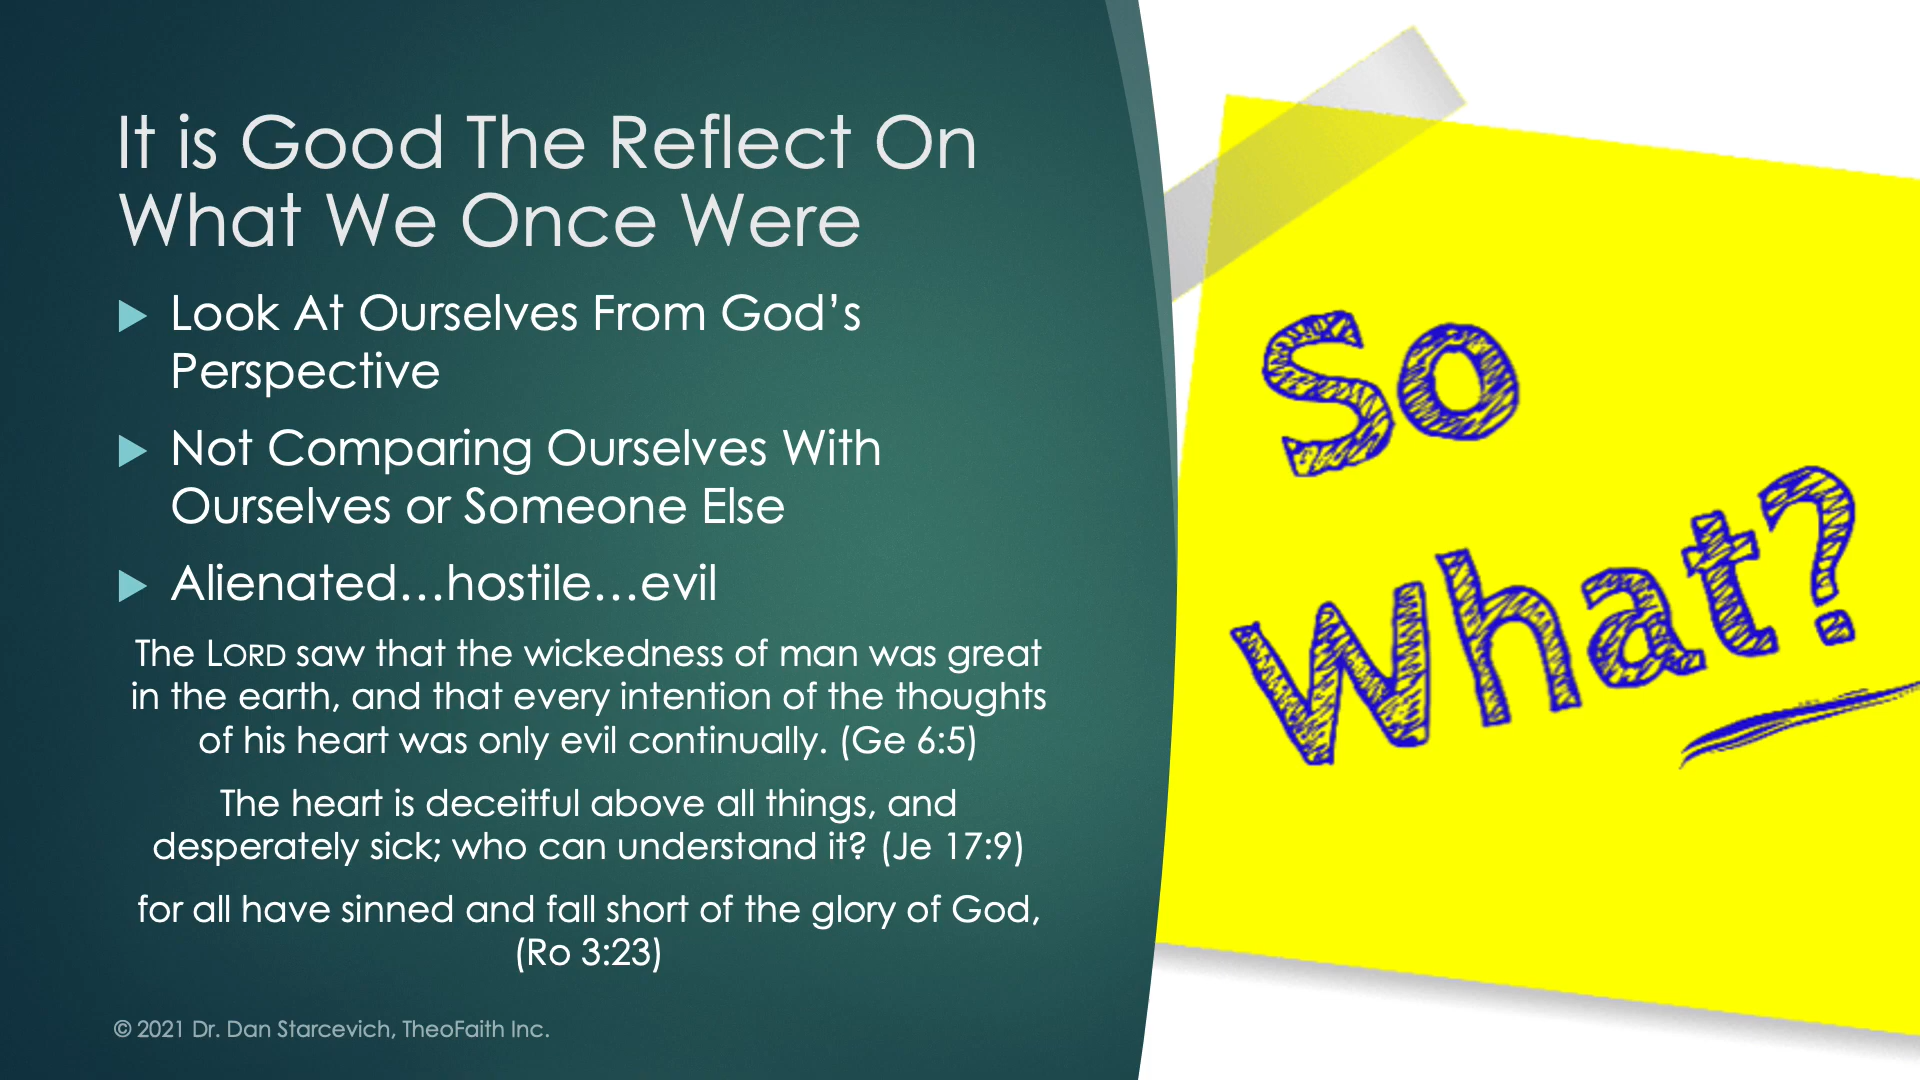 It is Good The Reflect On
What We Once Were
Look At Ourselves From God’s
Perspective
Not Comparing Ourselves With
Ourselves or Someone Else
Alienated…hostile…evil
The LORD saw that the wickedness of man was great
in the earth, and that every intention of the thoughts
of his heart was only evil continually. (Ge 6:5)
The heart is deceitful above all things, and
desperately sick; who can understand it? (Je 17:9)
for all have sinned and fall short of the glory of God,
(Ro 3:23)
© 2021 Dr. Dan Starcevich, TheoFaith Inc.
So
What?